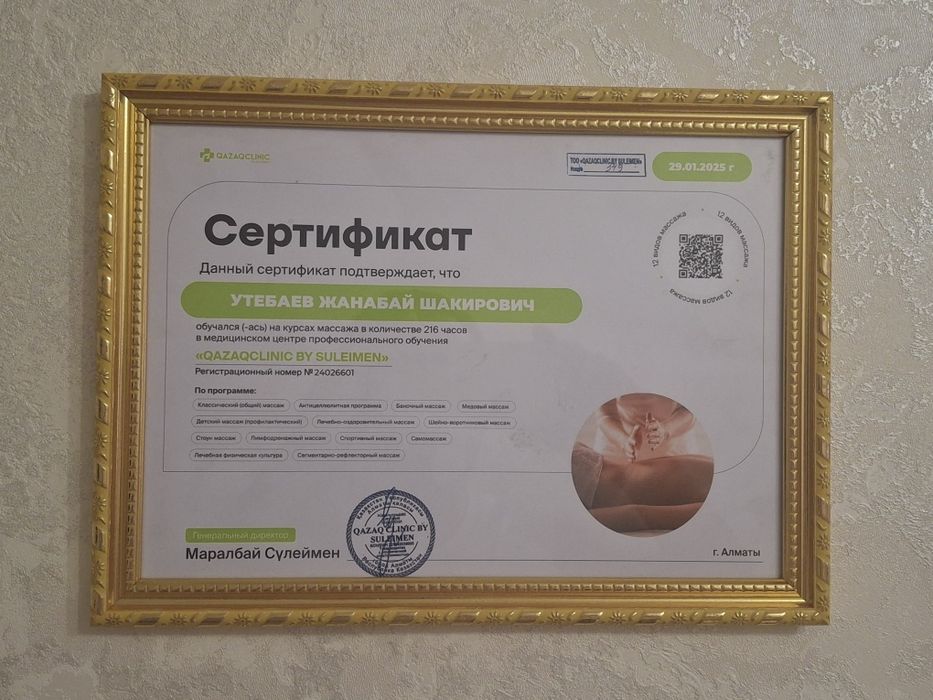 QAZAQCLINIC
ТОО «QAZAQCLINIC BY SULEIMEN»
29.01.2025 г
Сертификат
12 видов массажа
12 видов массажа
12 видов массажа
Данный сертификат подтверждает, что
УТЕБАЕВ ЖАНАБАЙ ШАКИРОВИЧ
обучался (-ась) на курсах массажа в количестве 216 часов
в медицинском центре профессионального обучения
«QAZAQCLINIC BY SULEIMEN»
Регистрационный номер №24026601
По программе:
Классический (общий) массаж Антицеллюлитная программа Баночный массаж Медовый массаж
Детский массаж (профилактический) Лечебно-оздоровительный массаж Шейно-воротниковый массаж
Стоун массаж Лимфодренажный массаж Спортивный массаж Самомассаж
Лечебная физическая культура Сегментарно-рефлекторный массаж
Генеральный директор
Маралбай Сүлеймен
QAZAQ CLINIC BY
SULEIMEN
г. Алматы